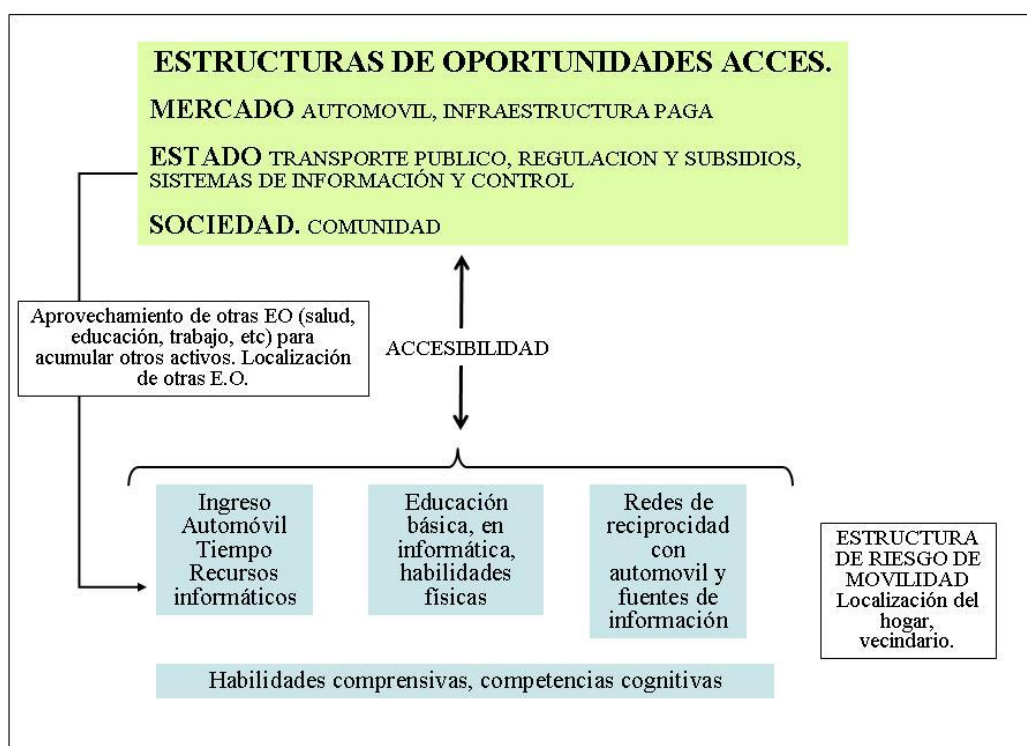 ESTRUCTURAS DE OPORTUNIDADES ACCES.
MERCADO AUTOMOVIL, INFRAESTRUCTURA PAGA
ESTADO TRANSPORTE PUBLICO, REGULACION Y SUBSIDIOS,
SISTEMAS DE INFORMACIÓN Y CONTROL
SOCIEDAD. COMUNIDAD
Aprovechamiento de otras EO (salud,
educación, trabajo, etc) para
acumular otros activos. Localización
de otras E.O.
ACCESIBILIDAD
Ingreso
Automóvil
Tiempo
Recursos
informáticos
Educación
básica, en
informática,
habilidades
físicas
Redes de
reciprocidad
con
automovil y
fuentes de
información
ESTRUCTURA
DE RIESGO DE
MOVILIDAD
Localización del
hogar,
vecindario.
Habilidades comprensivas, competencias cognitivas